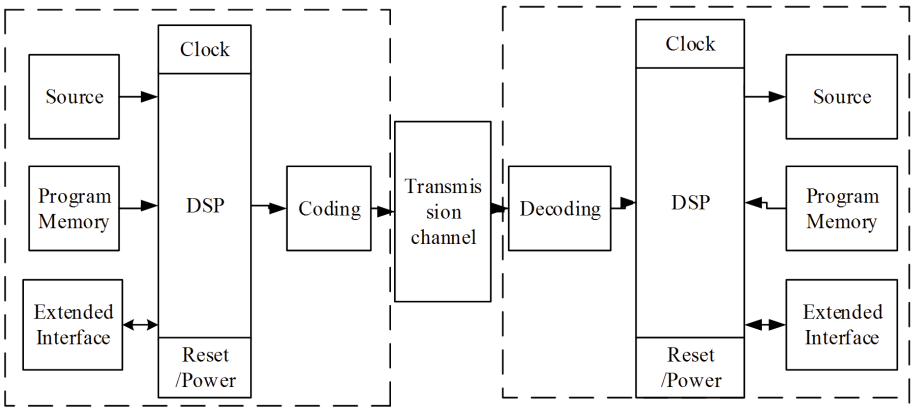 Clock
Source
Program
Memory
DSP
Extended
Interface
Reset
/Power
Coding
Transmis
sion
channel
Decoding
Clock
DSP
Reset
/Power
Source
Program
Memory
Extended
Interface